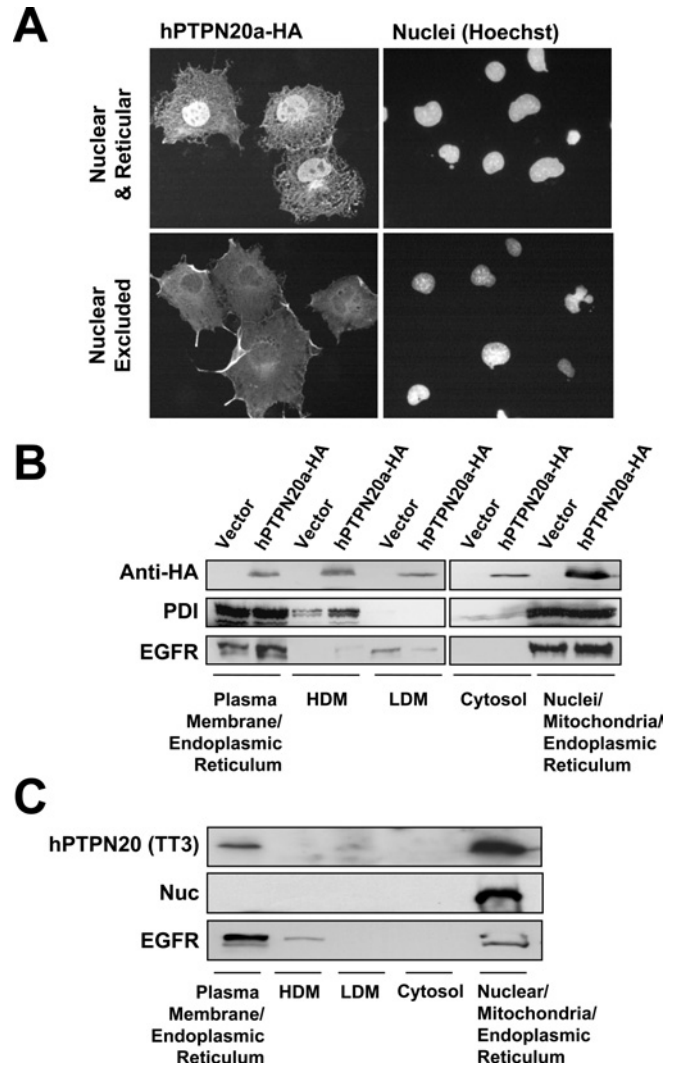 A
hPTPN20a-HA
Nuclei (Hoechst)
Nuclear
& Reticular
Nuclear
Excluded
B
Vector
hPTPN20a-HA
Vector
hPTPN20a-HA
Vector
hPTPN20a-HA
Vector
hPTPN20a-HA
Vector
hPTPN20a-HA
Anti-HA
PDI
EGFR
Plasma
Membrane/
Endoplasmic
Reticulum
HDM
LDM
Cytosol
Nuclei/
Mitochondria/
Endoplasmic
Reticulum
C
hPTPN20 (TT3)
Nuc
EGFR
Plasma
Membrane/
Endoplasmic
Reticulum
HDM
LDM
Cytosol
Nuclear/
Mitochondria/
Endoplasmic
Reticulum